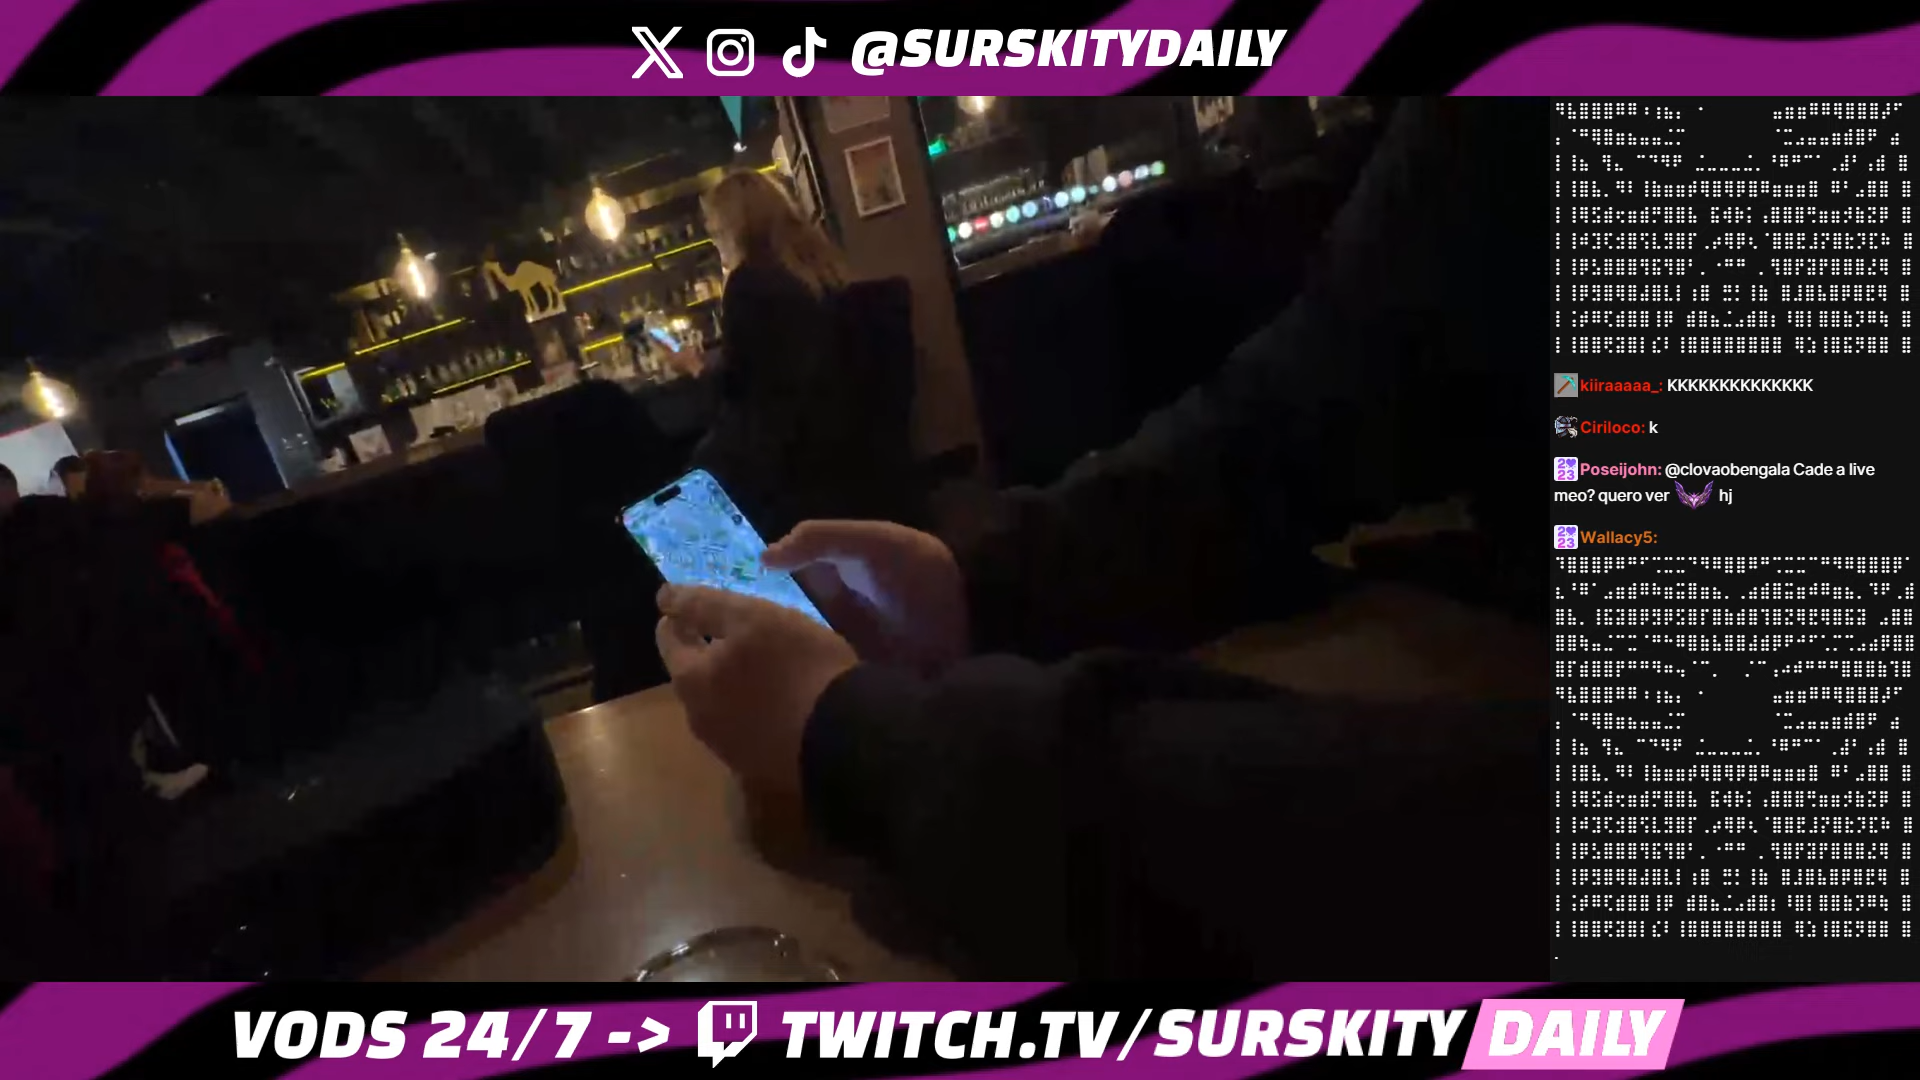 @SURSKITYDAILY
kiiraaaaa_: KKKKKKKKKKKKKK
Ciriloco: k
Poseijohn: @clovaobengala Cade a live
meo? quero ver hj
Wallacy5:
VODS 24/7 -> TWITCH.TV/SURSKITY DAILY